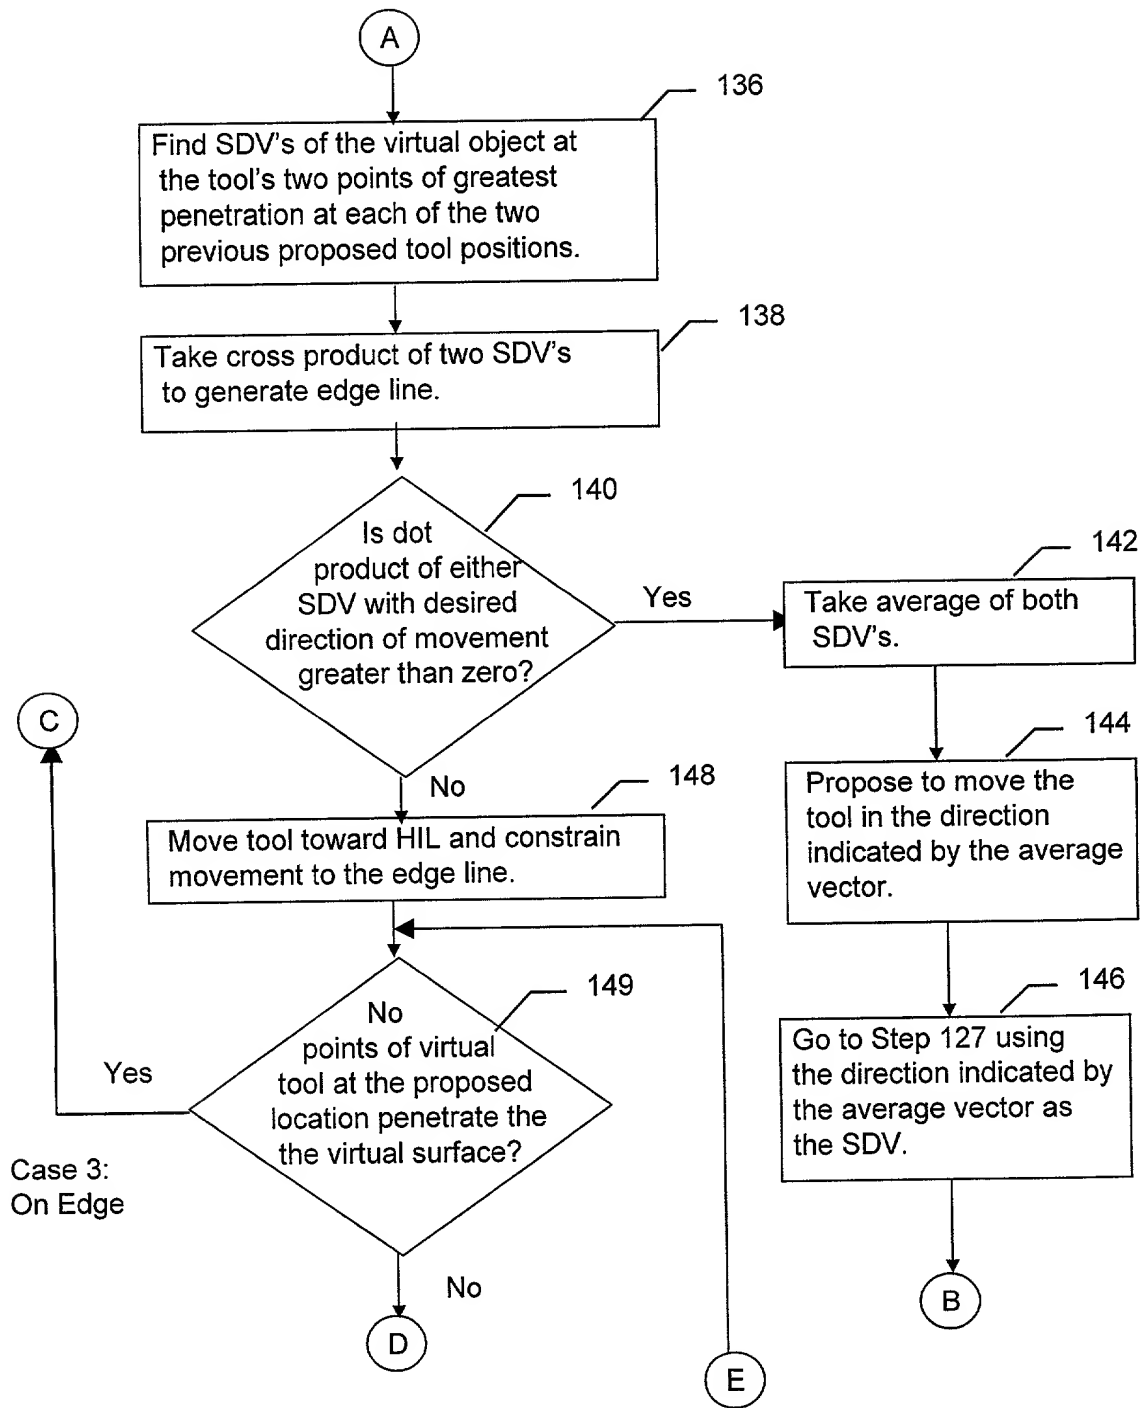 A
136
Find SDV's of the virtual object at
the tool's two points of greatest
penetration at each of the two
previous proposed tool positions.
138
Take cross product of two SDV's
to generate edge line.
140
Is dot
product of either
SDV with desired
direction of movement
greater than zero?
Yes
142
Take average of both
SDV's.
144
Propose to move the
tool in the direction
indicated by the average
vector.
146
Go to Step 127 using
the direction indicated by
the average vector as
the SDV.
B
C
No
148
Move tool toward HIL and constrain
movement to the edge line.
149
No
points of virtual
tool at the proposed
location penetrate the
the virtual surface?
Yes
Case 3:
On Edge
No
D
E